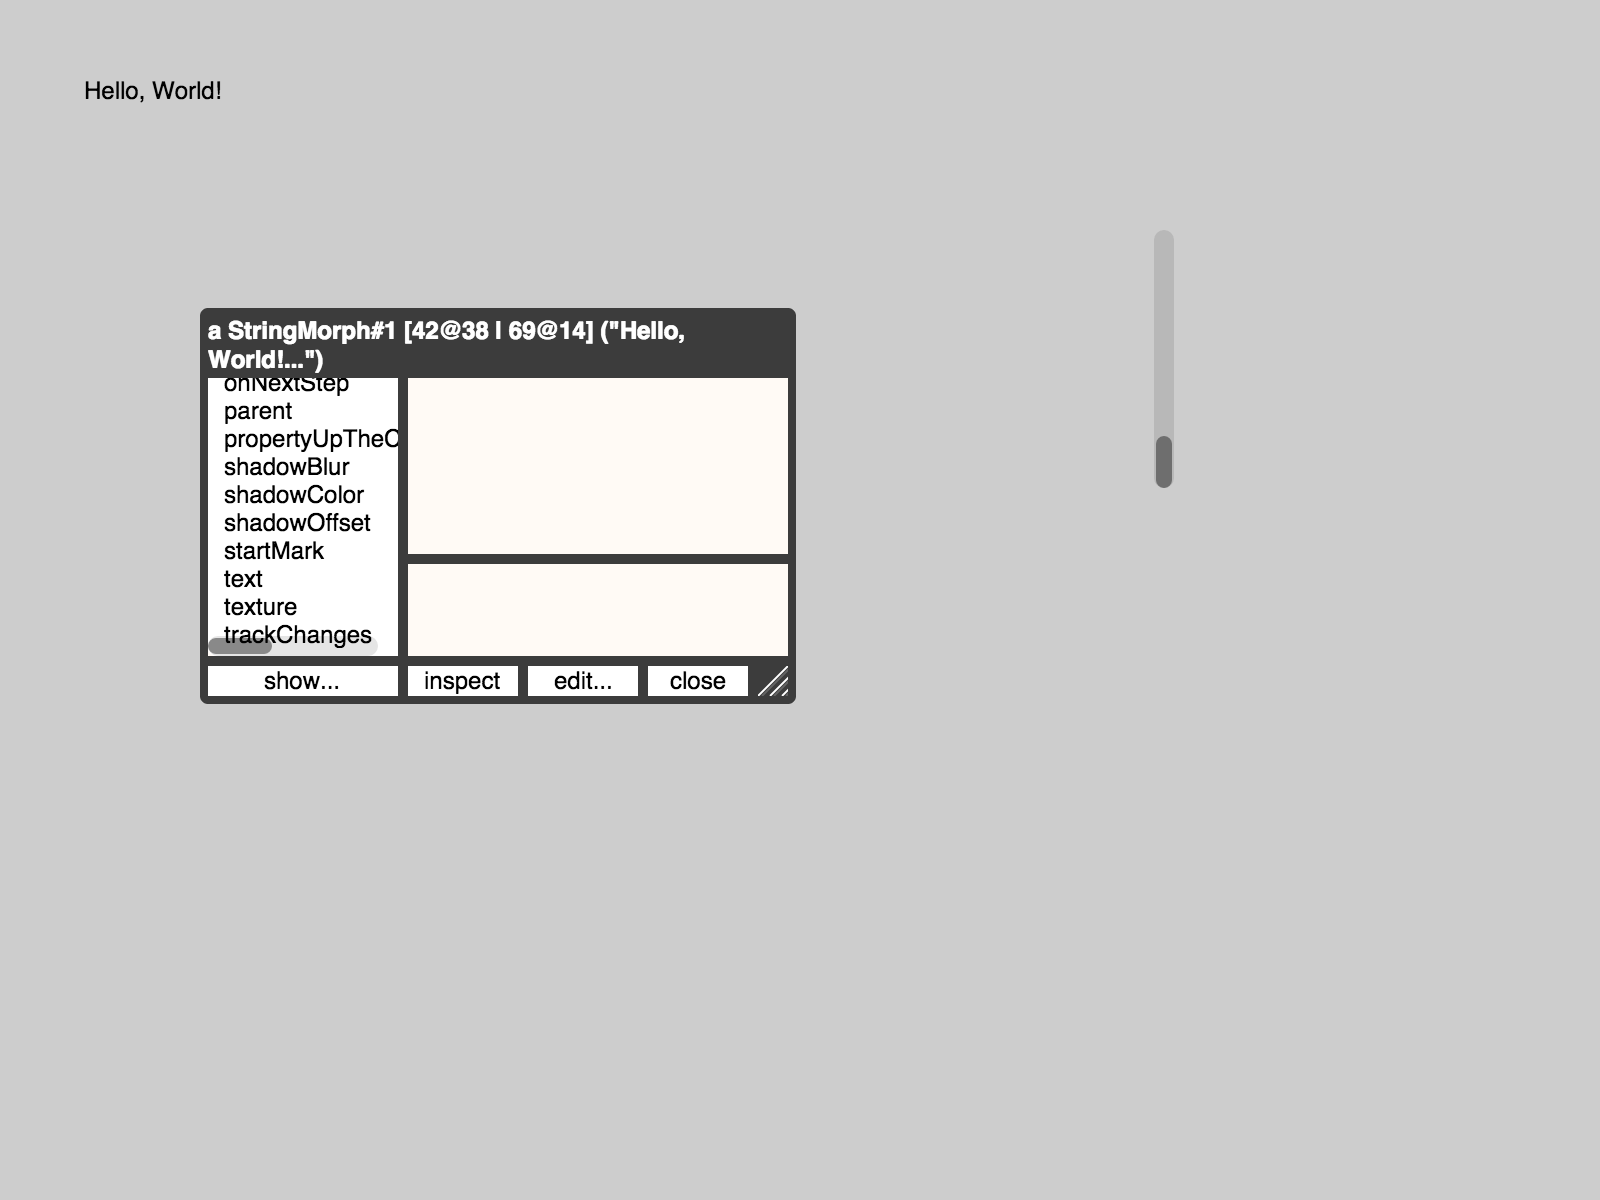 Hello, World!
a StringMorph#1 [42@38 | 69@14] ("Hello,
World!...")
onNextStep
parent
propertyUpTheC
shadowBlur
shadowColor
shadowOffset
startMark
text
texture
trackChanges
show...
inspect
edit...
close